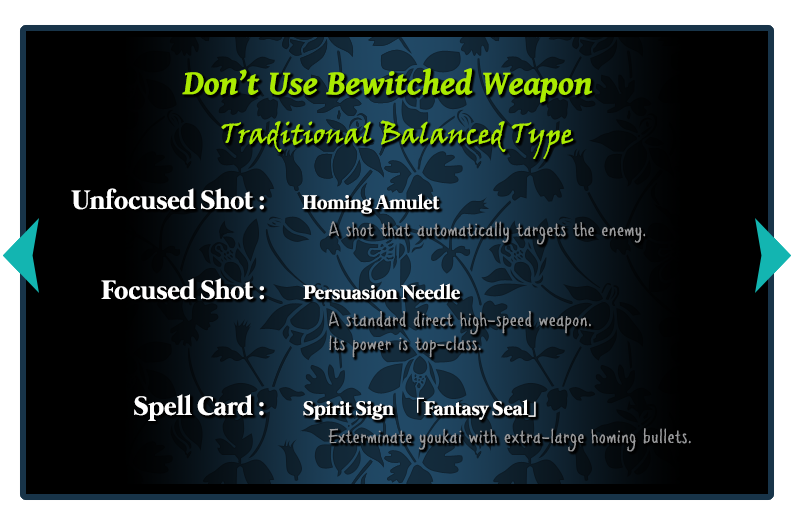 Don't Use Bewitched Weapon
Traditional Balanced Type
Unfocused Shot : Homing Amulet
A shot that automatically targets the enemy.
Focused Shot : Persuasion Needle
A standard direct high-speed weapon.
Its power is top-class.
Spell Card : Spirit Sign 「Fantasy Seal」
Exterminate youkai with extra-large homing bullets.